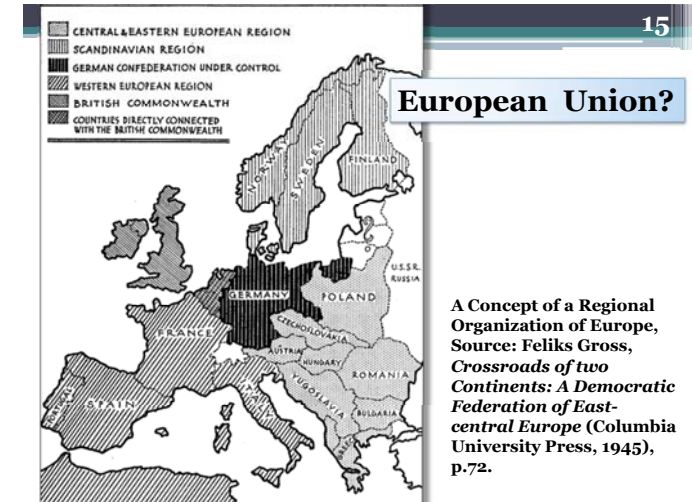 15
European Union?
CENTRAL & EASTERN EUROPEAN REGION
SCANDINAVIAN REGION
GERMAN CONFEDERATION UNDER CONTROL
WESTERN EUROPEAN REGION
BRITISH COMMONWEALTH
COUNTRIES DIRECTLY CONNECTED
WITH THE BRITISH COMMONWEALTH
NORWAY
SWEDEN
FINLAND
?
U.S.S.R.
RUSSIA
GERMANY
POLAND
CZECHOSLOVAKIA
FRANCE
AUSTRIA
HUNGARY
ROMANIA
YUGOSLAVIA
ITALY
BULGARIA
PORTUGAL
SPAIN
GREECE
A Concept of a Regional
Organization of Europe,
Source: Feliks Gross,
Crossroads of two
Continents: A Democratic
Federation of East-
central Europe (Columbia
University Press, 1945),
p.72.